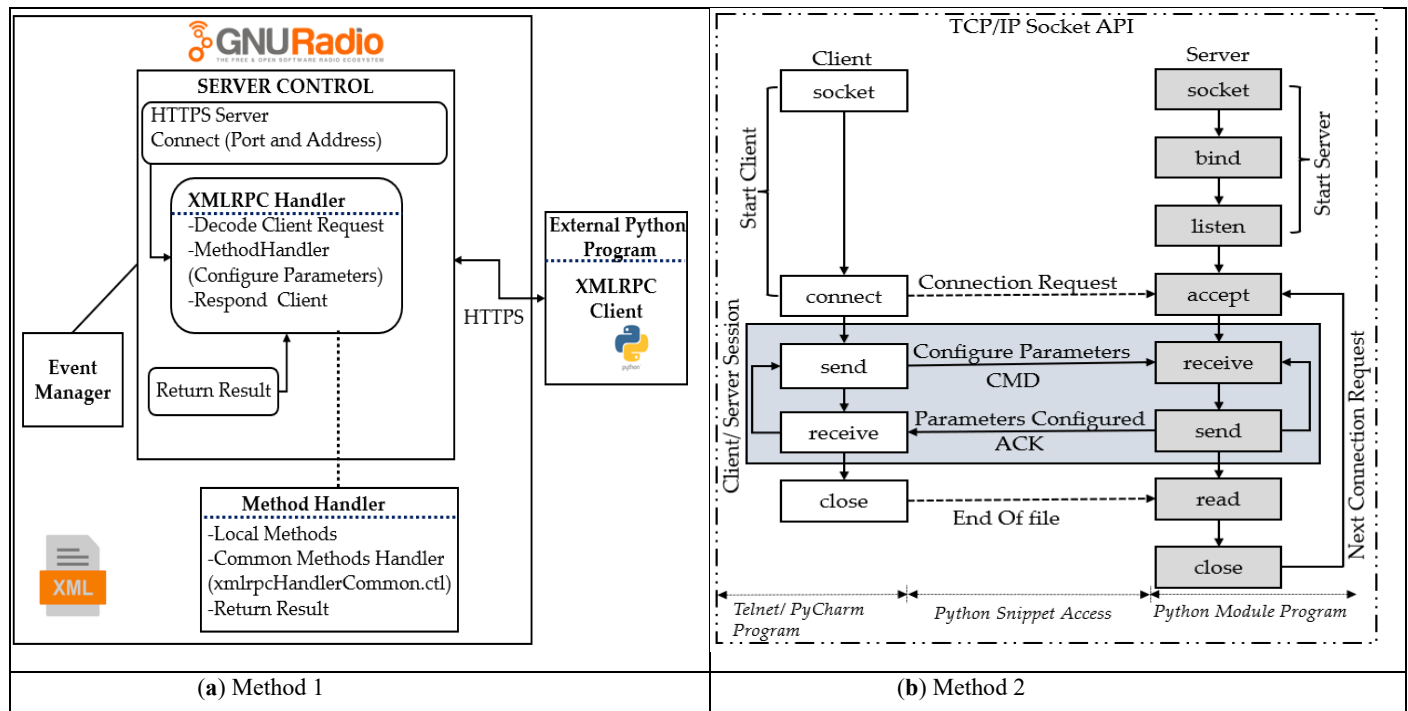 GNURadio
THE FREE & OPEN SOFTWARE RADIO ECOSYSTEM
SERVER CONTROL
HTTPS Server
Connect (Port and Address)
XMLRPC Handler
-Decode Client Request
-MethodHandler
(Configure Parameters)
-Respond Client
Return Result
Event
Manager
HTTPS
External Python
Program
XMLRPC
Client
python
Method Handler
-Local Methods
-Common Methods Handler
(xmlrpcHandlerCommon.ctl)
-Return Result
XML
(a) Method 1
TCP/IP Socket API
Client
Server
socket
socket
bind
listen
Start Client
Start Server
connect
Connection Request
accept
Client/ Server Session
send
Configure Parameters
CMD
receive
receive
Parameters Configured
ACK
send
close
End Of file
read
close
Next Connection Request
Telnet/ PyCharm
Program
Python Snippet Access
Python Module Program
(b) Method 2